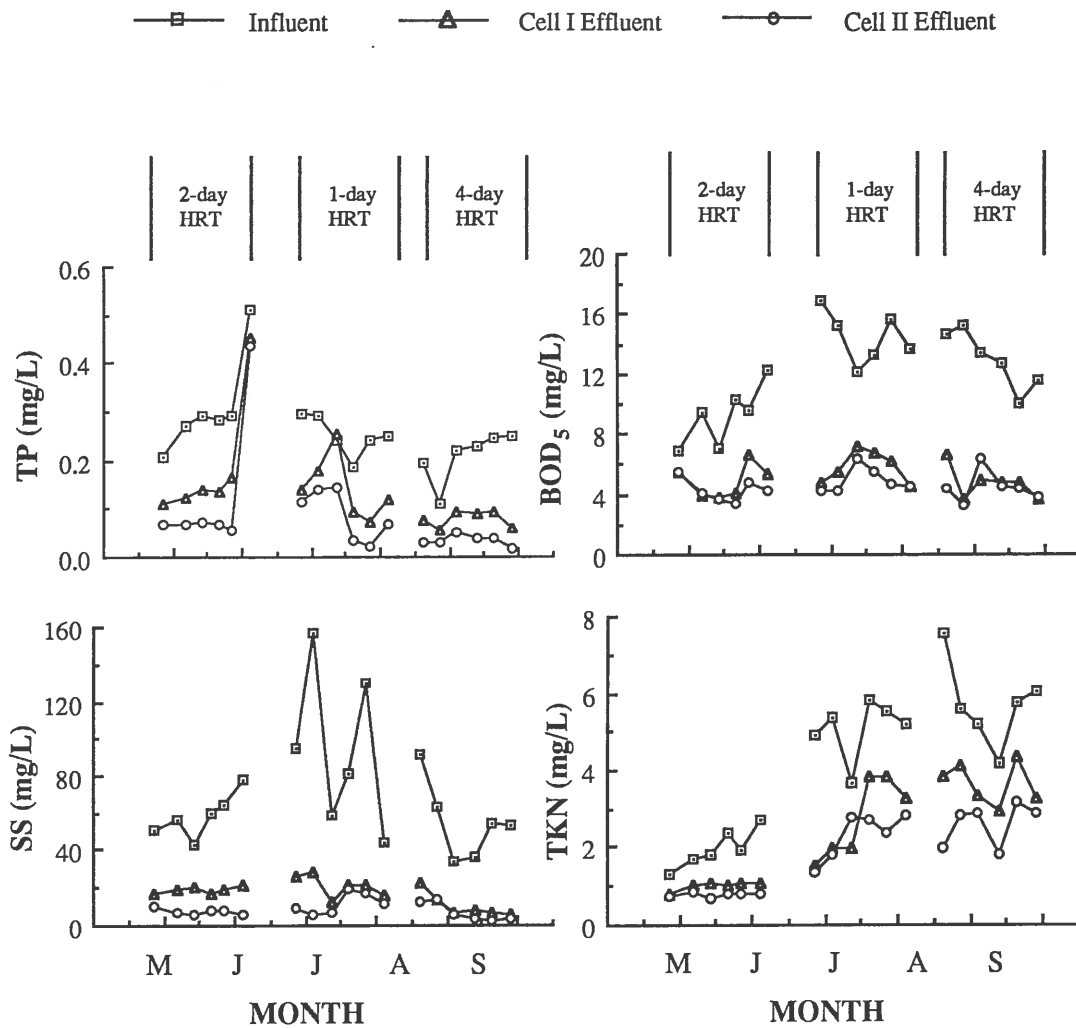 Influent Cell I Effluent Cell II Effluent
2-day HRT 1-day HRT 4-day HRT
2-day HRT 1-day HRT 4-day HRT
TP (mg/L)
0.6
0.4
0.2
0.0
BOD5 (mg/L)
20
16
12
8
4
0
SS (mg/L)
160
120
80
40
0
M J J A S
MONTH
TKN (mg/L)
8
6
4
2
0
M J J A S
MONTH